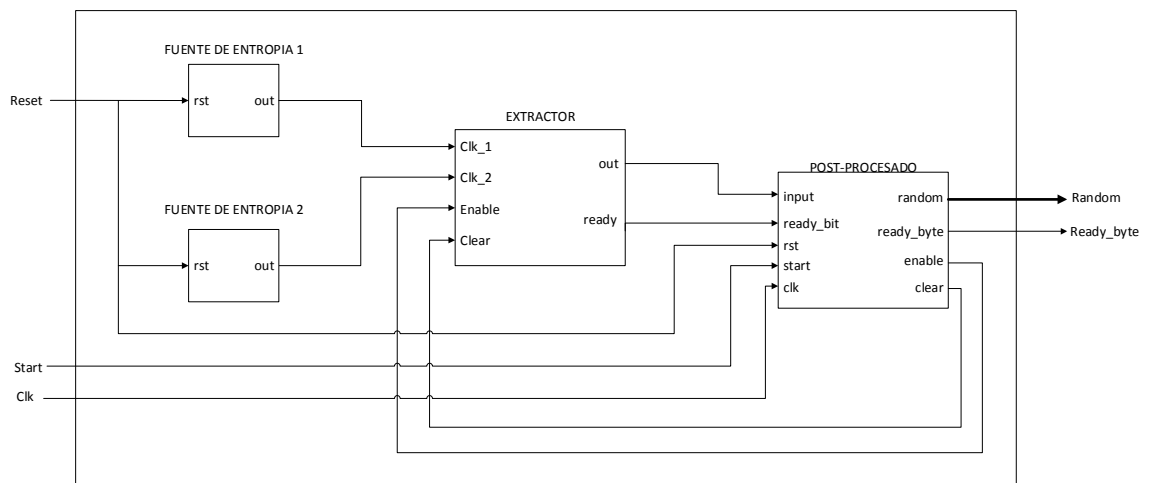 FUENTE DE ENTROPIA 1
Reset
rst
out
EXTRACTOR
Clk_1
Clk_2
Enable
Clear
out
ready
FUENTE DE ENTROPIA 2
rst
out
POST-PROCESADO
input
ready_bit
rst
start
clk
random
ready_byte
enable
clear
Random
Ready_byte
Start
Clk